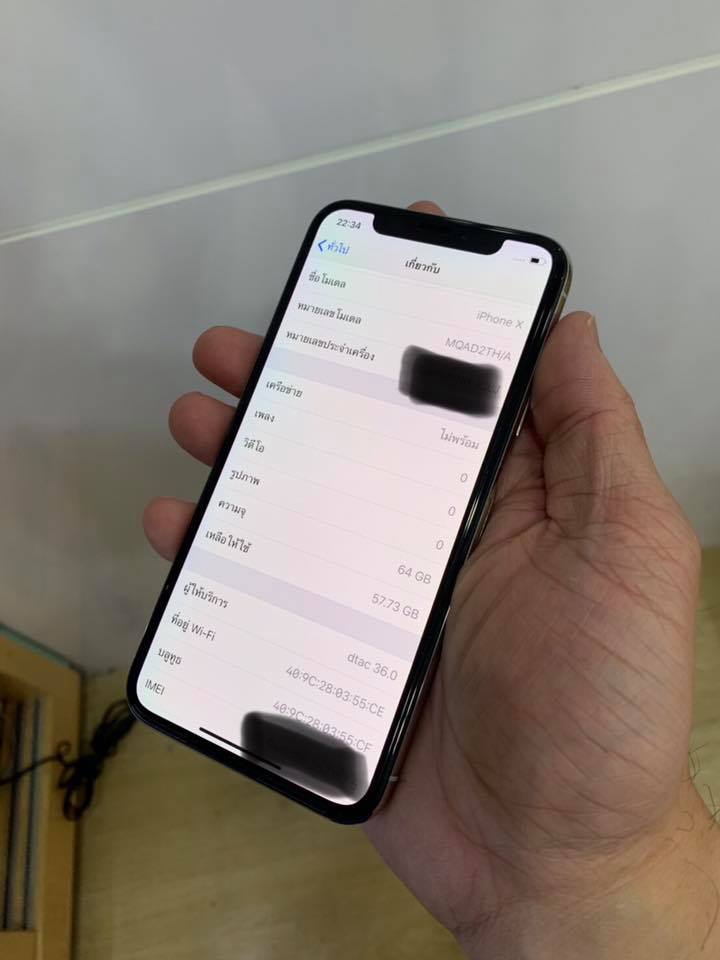 22:34
ทั่วไป
เกี่ยวกับ
ชื่อโมเดล iPhone X
หมายเลขโมเดล MQAD2TH/A
หมายเลขประจำเครื่อง
เครือข่าย ไม่พร้อม
เพลง 0
วิดีโอ 0
รูปภาพ 0
ความจุ 64 GB
เหลือให้ใช้ 57.73 GB
ผู้ให้บริการ dtac 36.0
ที่อยู่ Wi-Fi 40:9C:28:03:55:CE
บลูทูธ 40:9C:28:03:55:CF
IMEI